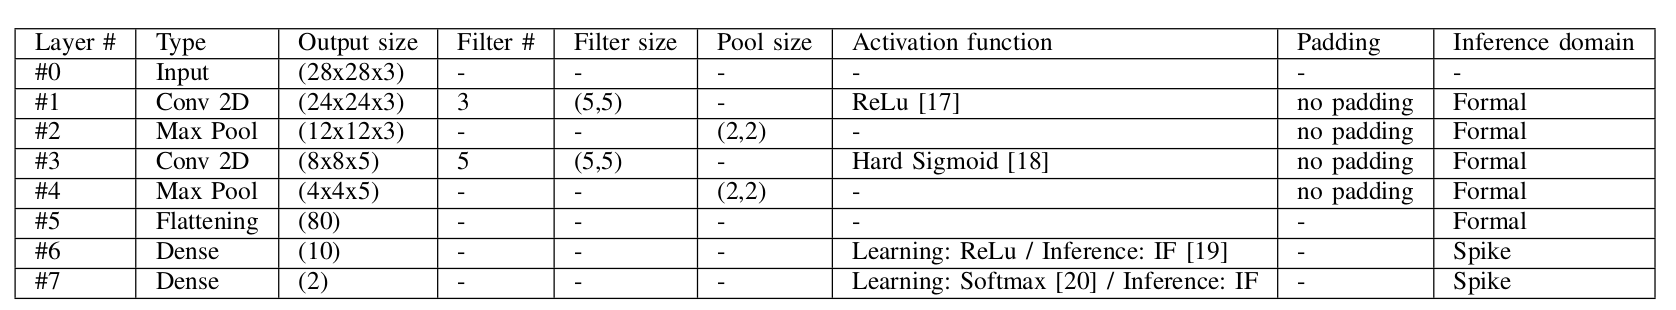 Layer # Type Output size Filter # Filter size Pool size Activation function Padding Inference domain
#0 Input (28x28x3) - - - - - -
#1 Conv 2D (24x24x3) 3 (5,5) - ReLu [17] no padding Formal
#2 Max Pool (12x12x3) - - (2,2) - no padding Formal
#3 Conv 2D (8x8x5) 5 (5,5) - Hard Sigmoid [18] no padding Formal
#4 Max Pool (4x4x5) - - (2,2) - no padding Formal
#5 Flattening (80) - - - - - Formal
#6 Dense (10) - - - Learning: ReLu / Inference: IF [19] - Spike
#7 Dense (2) - - - Learning: Softmax [20] / Inference: IF - Spike